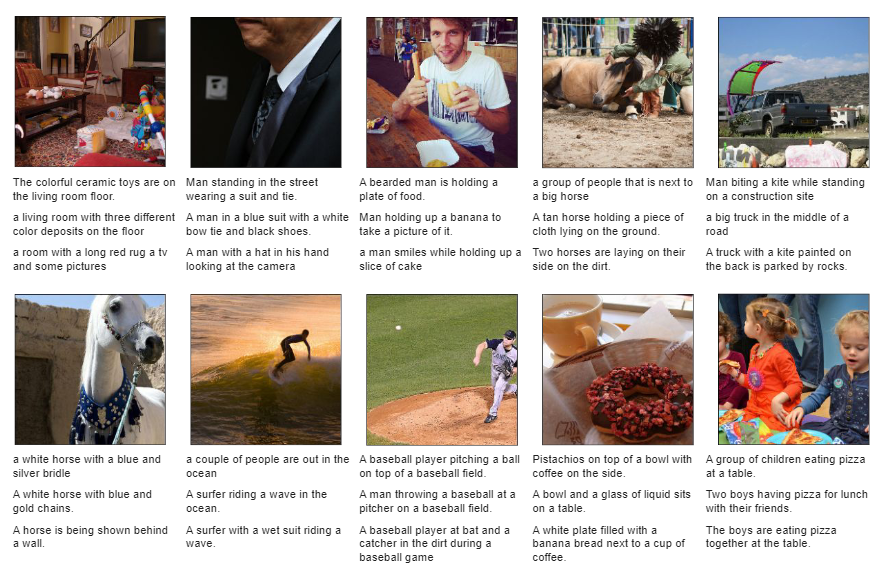 The colorful ceramic toys are on
the living room floor.
a living room with three different
color deposits on the floor
a room with a long red rug a tv
and some pictures
Man standing in the street
wearing a suit and tie.
A man in a blue suit with a white
bow tie and black shoes.
A man with a hat in his hand
looking at the camera
A bearded man is holding a
plate of food.
Man holding up a banana to
take a picture of it.
a man smiles while holding up a
slice of cake
a group of people that is next to
a big horse
A tan horse holding a piece of
cloth lying on the ground.
Two horses are laying on their
side on the dirt.
Man biting a kite while standing
on a construction site
a big truck in the middle of a
road
A truck with a kite painted on
the back is parked by rocks.
a white horse with a blue and
silver bridle
A white horse with blue and
gold chains.
A horse is being shown behind
a wall.
a couple of people are out in the
ocean
A surfer riding a wave in the
ocean.
A surfer with a wet suit riding a
wave.
A baseball player pitching a ball
on top of a baseball field.
A man throwing a baseball at a
pitcher on a baseball field.
A baseball player at bat and a
catcher in the dirt during a
baseball game
Pistachios on top of a bowl with
coffee on the side.
A bowl and a glass of liquid sits
on a table.
A white plate filled with a
banana bread next to a cup of
coffee.
A group of children eating pizza
at a table.
Two boys having pizza for lunch
with their friends.
The boys are eating pizza
together at the table.